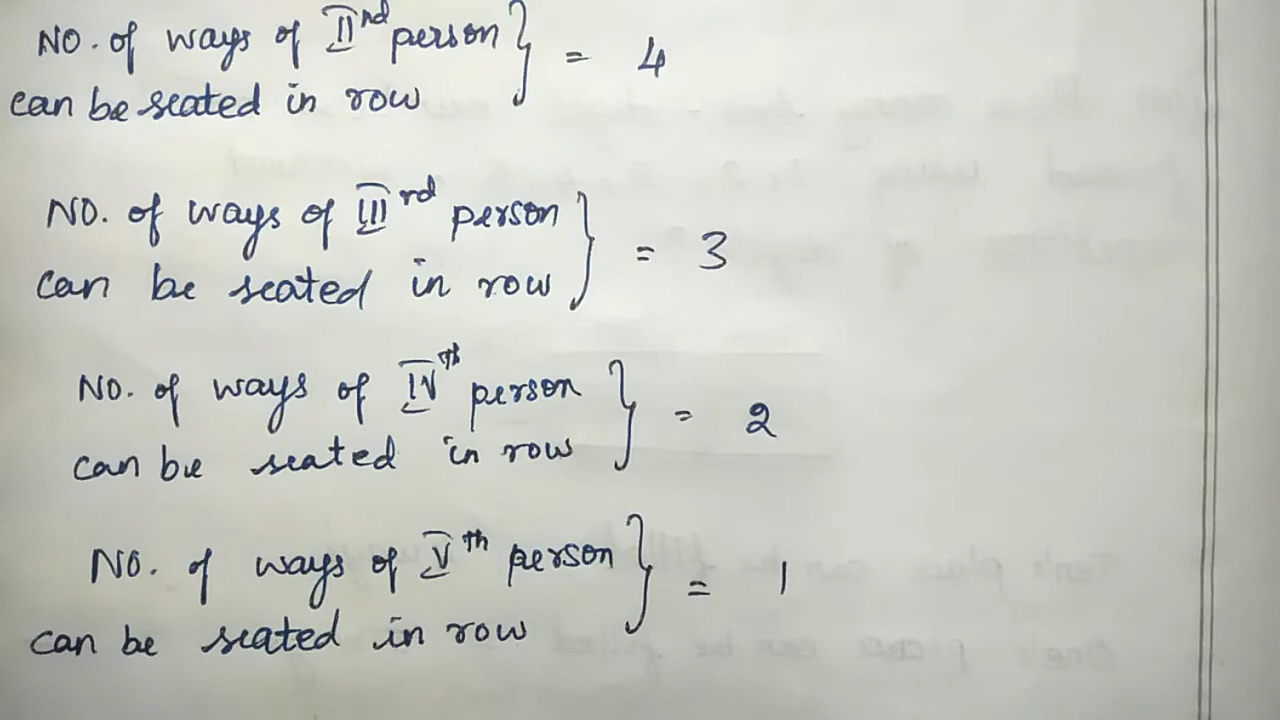 NO. of ways of IInd person } = 4
can be seated in row
NO. of ways of IIIrd person } = 3
can be seated in row
NO. of ways of IVth person } = 2
can be seated in row
NO. of ways of Vth person } = 1
can be seated in row